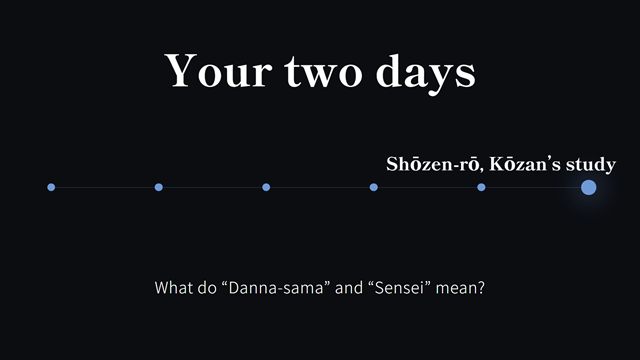 Your two days
Shōzen-rō, Kōzan’s study
What do “Danna-sama” and “Sensei” mean?